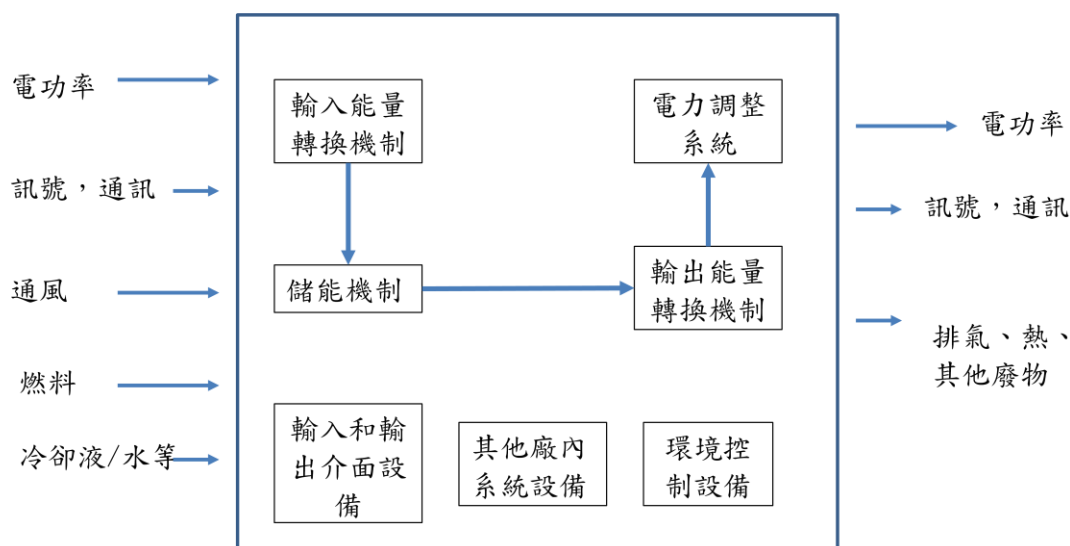 電功率
訊號，通訊
通風
燃料
冷卻液/水等
輸入能量
轉換機制
電力調整
系統
儲能機制
輸出能量
轉換機制
輸入和輸
出介面設
備
其他廠內
系統設備
環境控
制設備
電功率
訊號，通訊
排氣、熱、
其他廢物